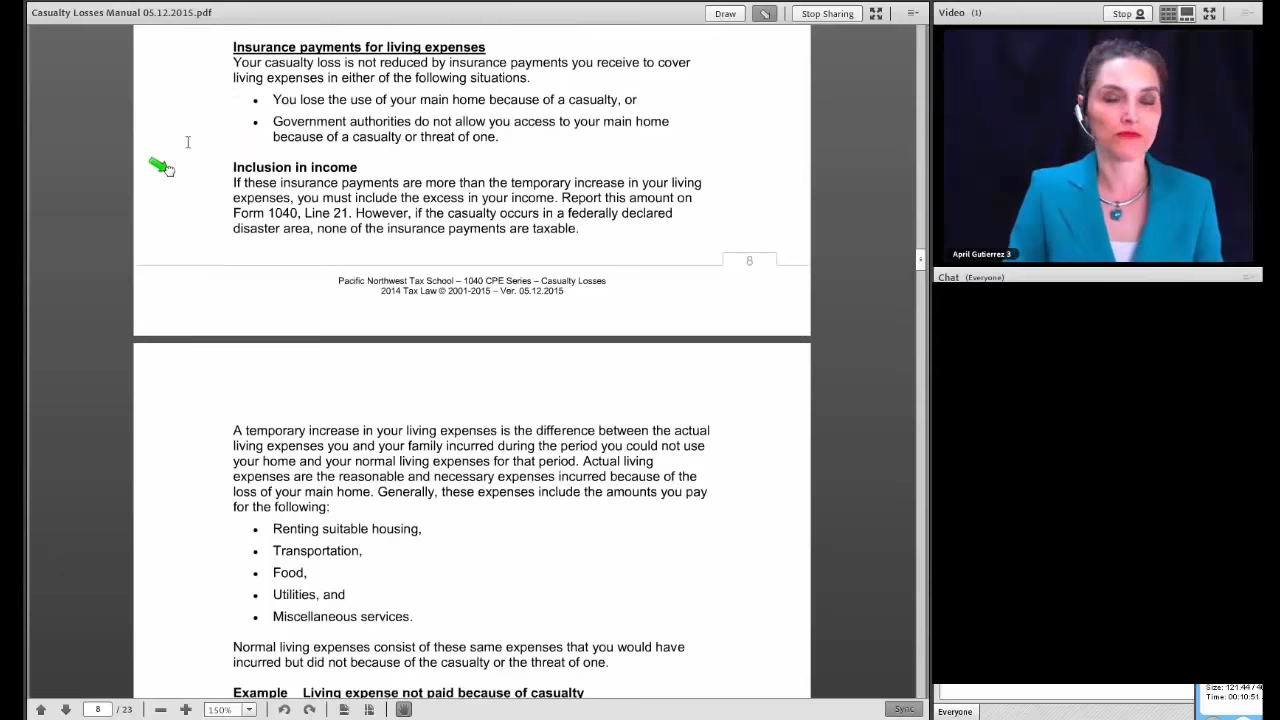 Casualty Losses Manual 05.12.2015.pdf
Draw
Stop Sharing
Video (1)
Stop
Insurance payments for living expenses
Your casualty loss is not reduced by insurance payments you receive to cover
living expenses in either of the following situations.
• You lose the use of your main home because of a casualty, or
• Government authorities do not allow you access to your main home
because of a casualty or threat of one.
Inclusion in income
If these insurance payments are more than the temporary increase in your living
expenses, you must include the excess in your income. Report this amount on
Form 1040, Line 21. However, if the casualty occurs in a federally declared
disaster area, none of the insurance payments are taxable.
8
Pacific Northwest Tax School – 1040 CPE Series – Casualty Losses
2014 Tax Law © 2001-2015 – Ver. 05.12.2015
A temporary increase in your living expenses is the difference between the actual
living expenses you and your family incurred during the period you could not use
your home and your normal living expenses for that period. Actual living
expenses are the reasonable and necessary expenses incurred because of the
loss of your main home. Generally, these expenses include the amounts you pay
for the following:
• Renting suitable housing,
• Transportation,
• Food,
• Utilities, and
• Miscellaneous services.
Normal living expenses consist of these same expenses that you would have
incurred but did not because of the casualty or the threat of one.
Example Living expense not paid because of casualty
8 / 23
150%
Sync
April Gutierrez 3
Chat (Everyone)
Everyone
Size: 121.44 /
Time: 00:10:51